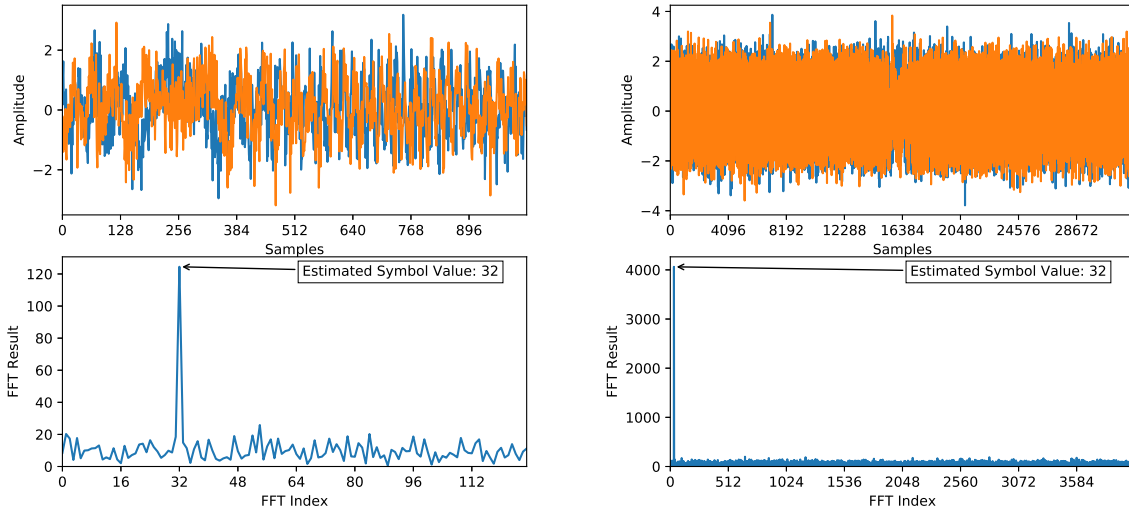 2
0
−2
Amplitude
0 128 256 384 512 640 768 896
Samples
120
100
80
60
40
20
0
FFT Result
Estimated Symbol Value: 32
0 16 32 48 64 80 96 112
FFT Index
4
2
0
−2
−4
Amplitude
0 4096 8192 12288 16384 20480 24576 28672
Samples
4000
3000
2000
1000
0
FFT Result
Estimated Symbol Value: 32
0 512 1024 1536 2048 2560 3072 3584
FFT Index